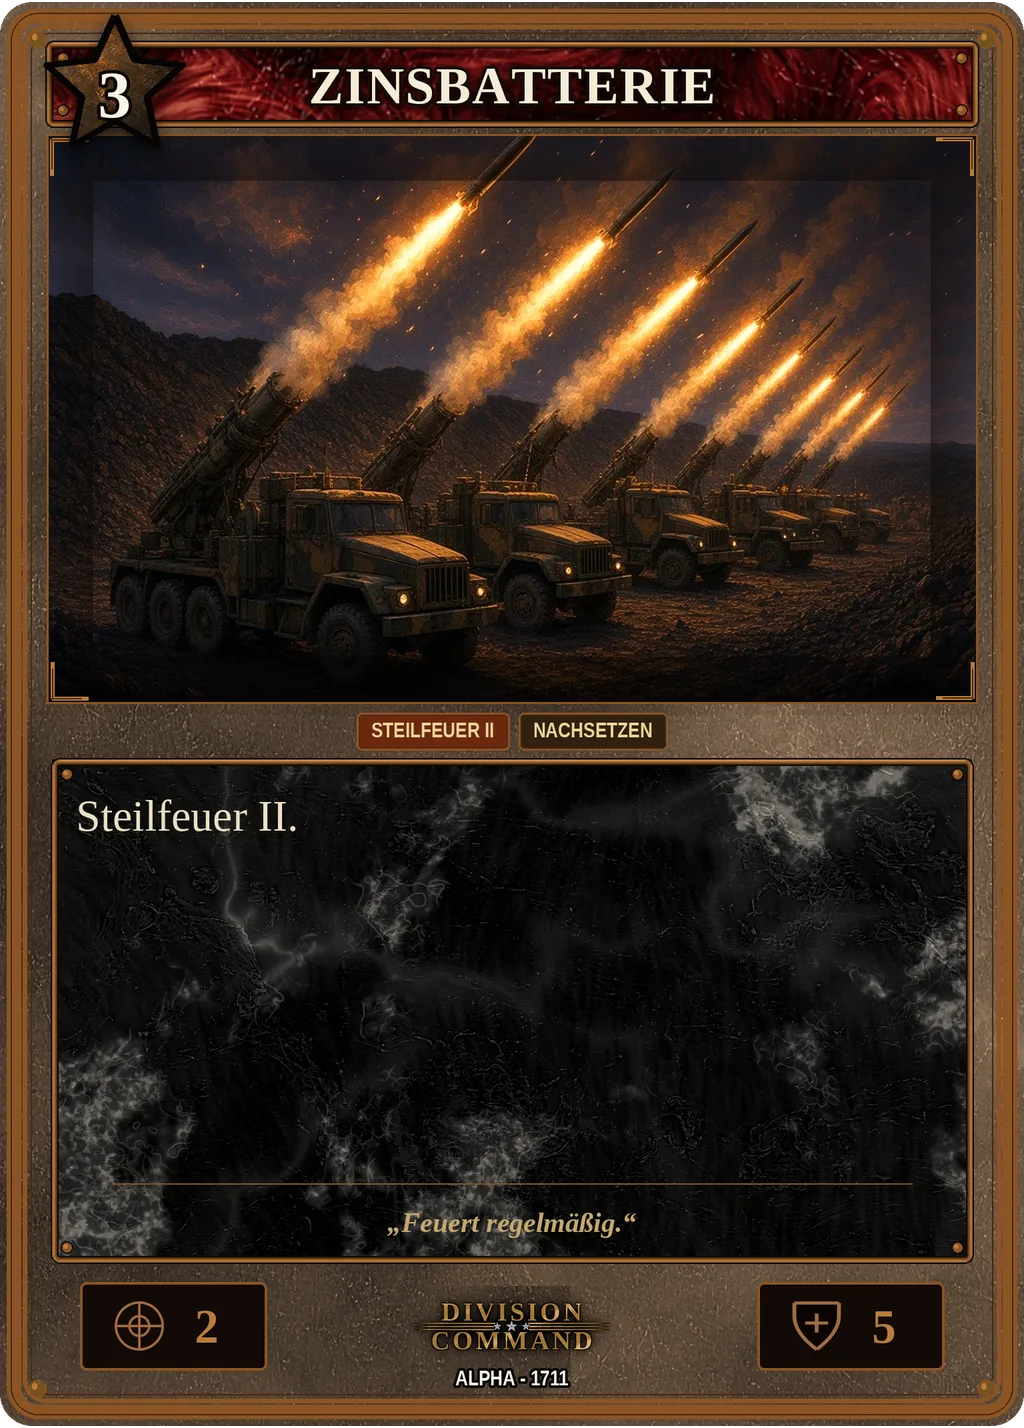 3
ZINSBATTERIE
STEILFEUER II
NACHSETZEN
Steilfeuer II.
„Feuert regelmäßig.“
2
DIVISION
COMMAND
5
ALPHA - 1711